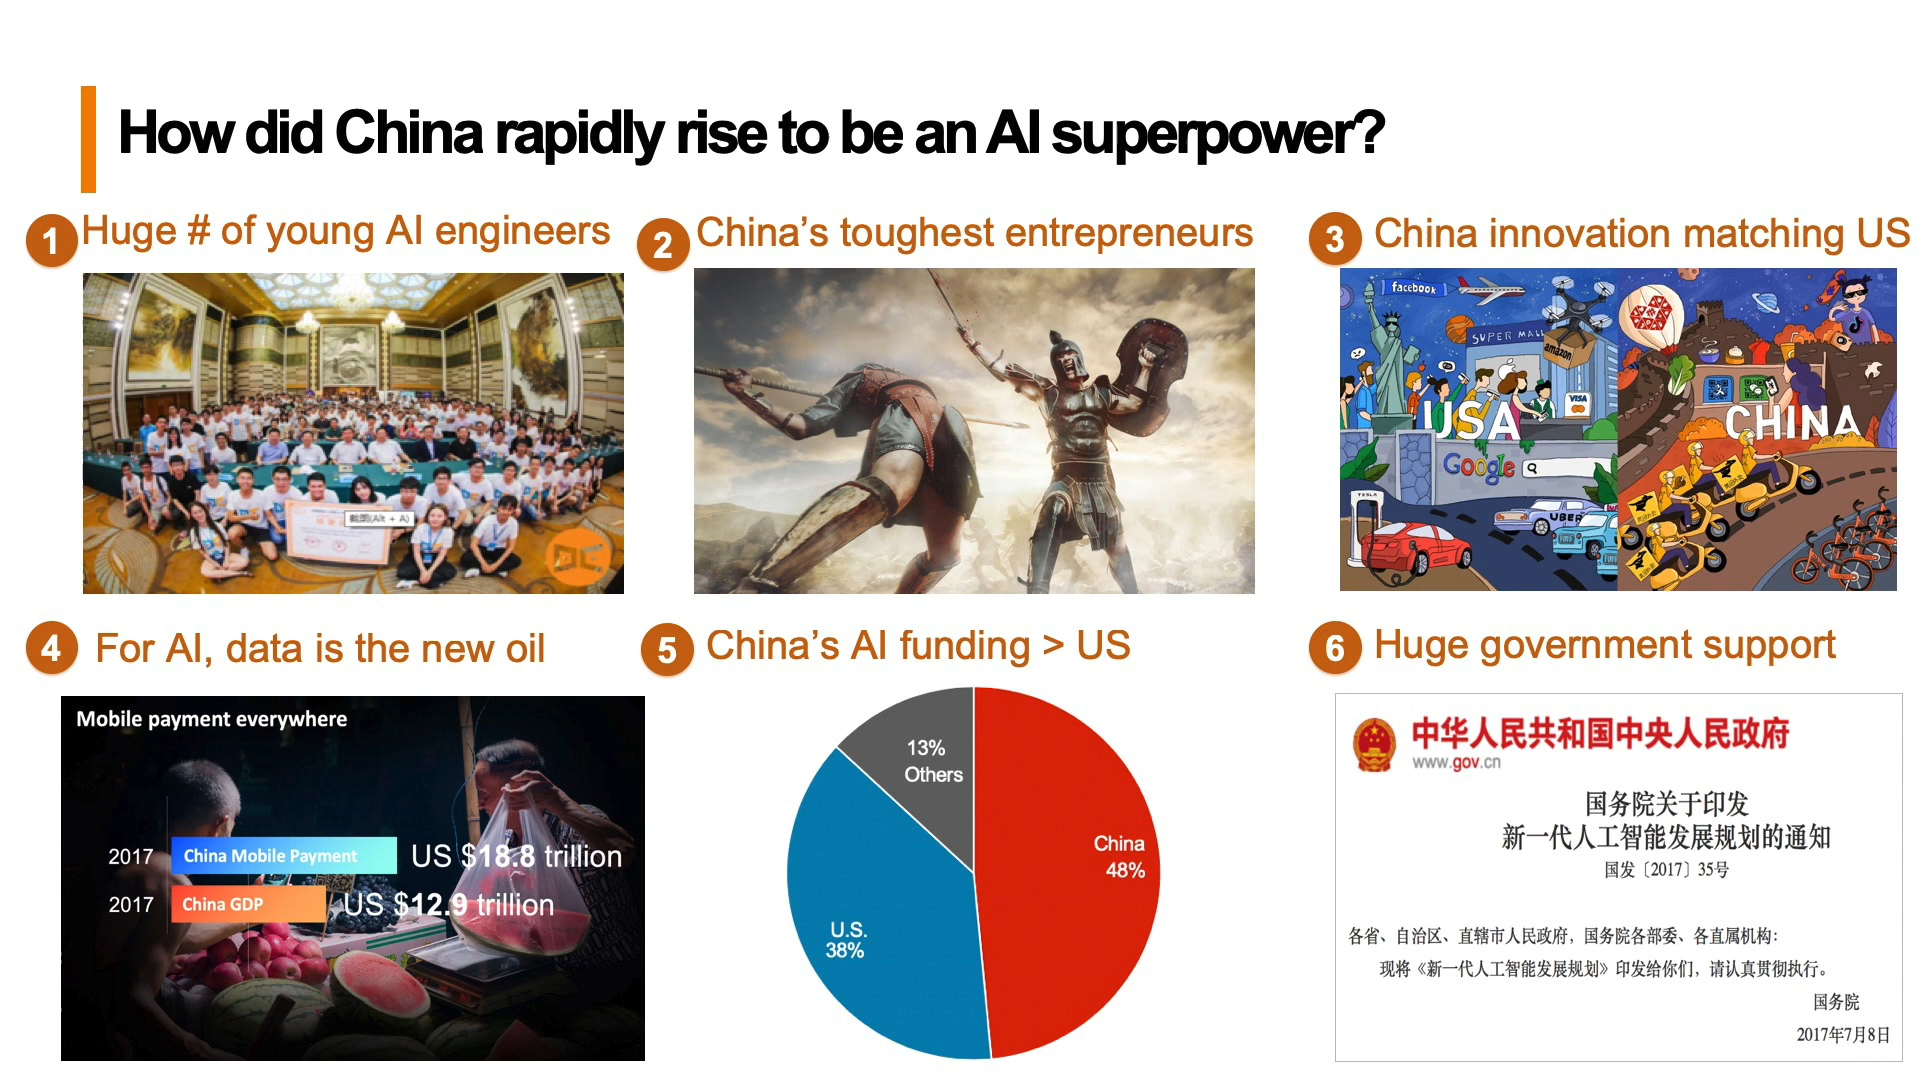 How did China rapidly rise to be an AI superpower?
1 Huge # of young AI engineers
截图(Alt + A)
2 China's toughest entrepreneurs
3 China innovation matching US
facebook
SUPER MALL
amazon
VISA
USA
Google
TESLA
UBER
CHINA
4 For AI, data is the new oil
Mobile payment everywhere
2017 China Mobile Payment US $18.8 trillion
2017 China GDP US $12.9 trillion
5 China's AI funding > US
13%
Others
China
48%
U.S.
38%
6 Huge government support
中华人民共和国中央人民政府
www.gov.cn
国务院关于印发
新一代人工智能发展规划的通知
国发〔2017〕35号
各省、自治区、直辖市人民政府，国务院各部委、各直属机构：
现将《新一代人工智能发展规划》印发给你们，请认真贯彻执行。
国务院
2017年7月8日